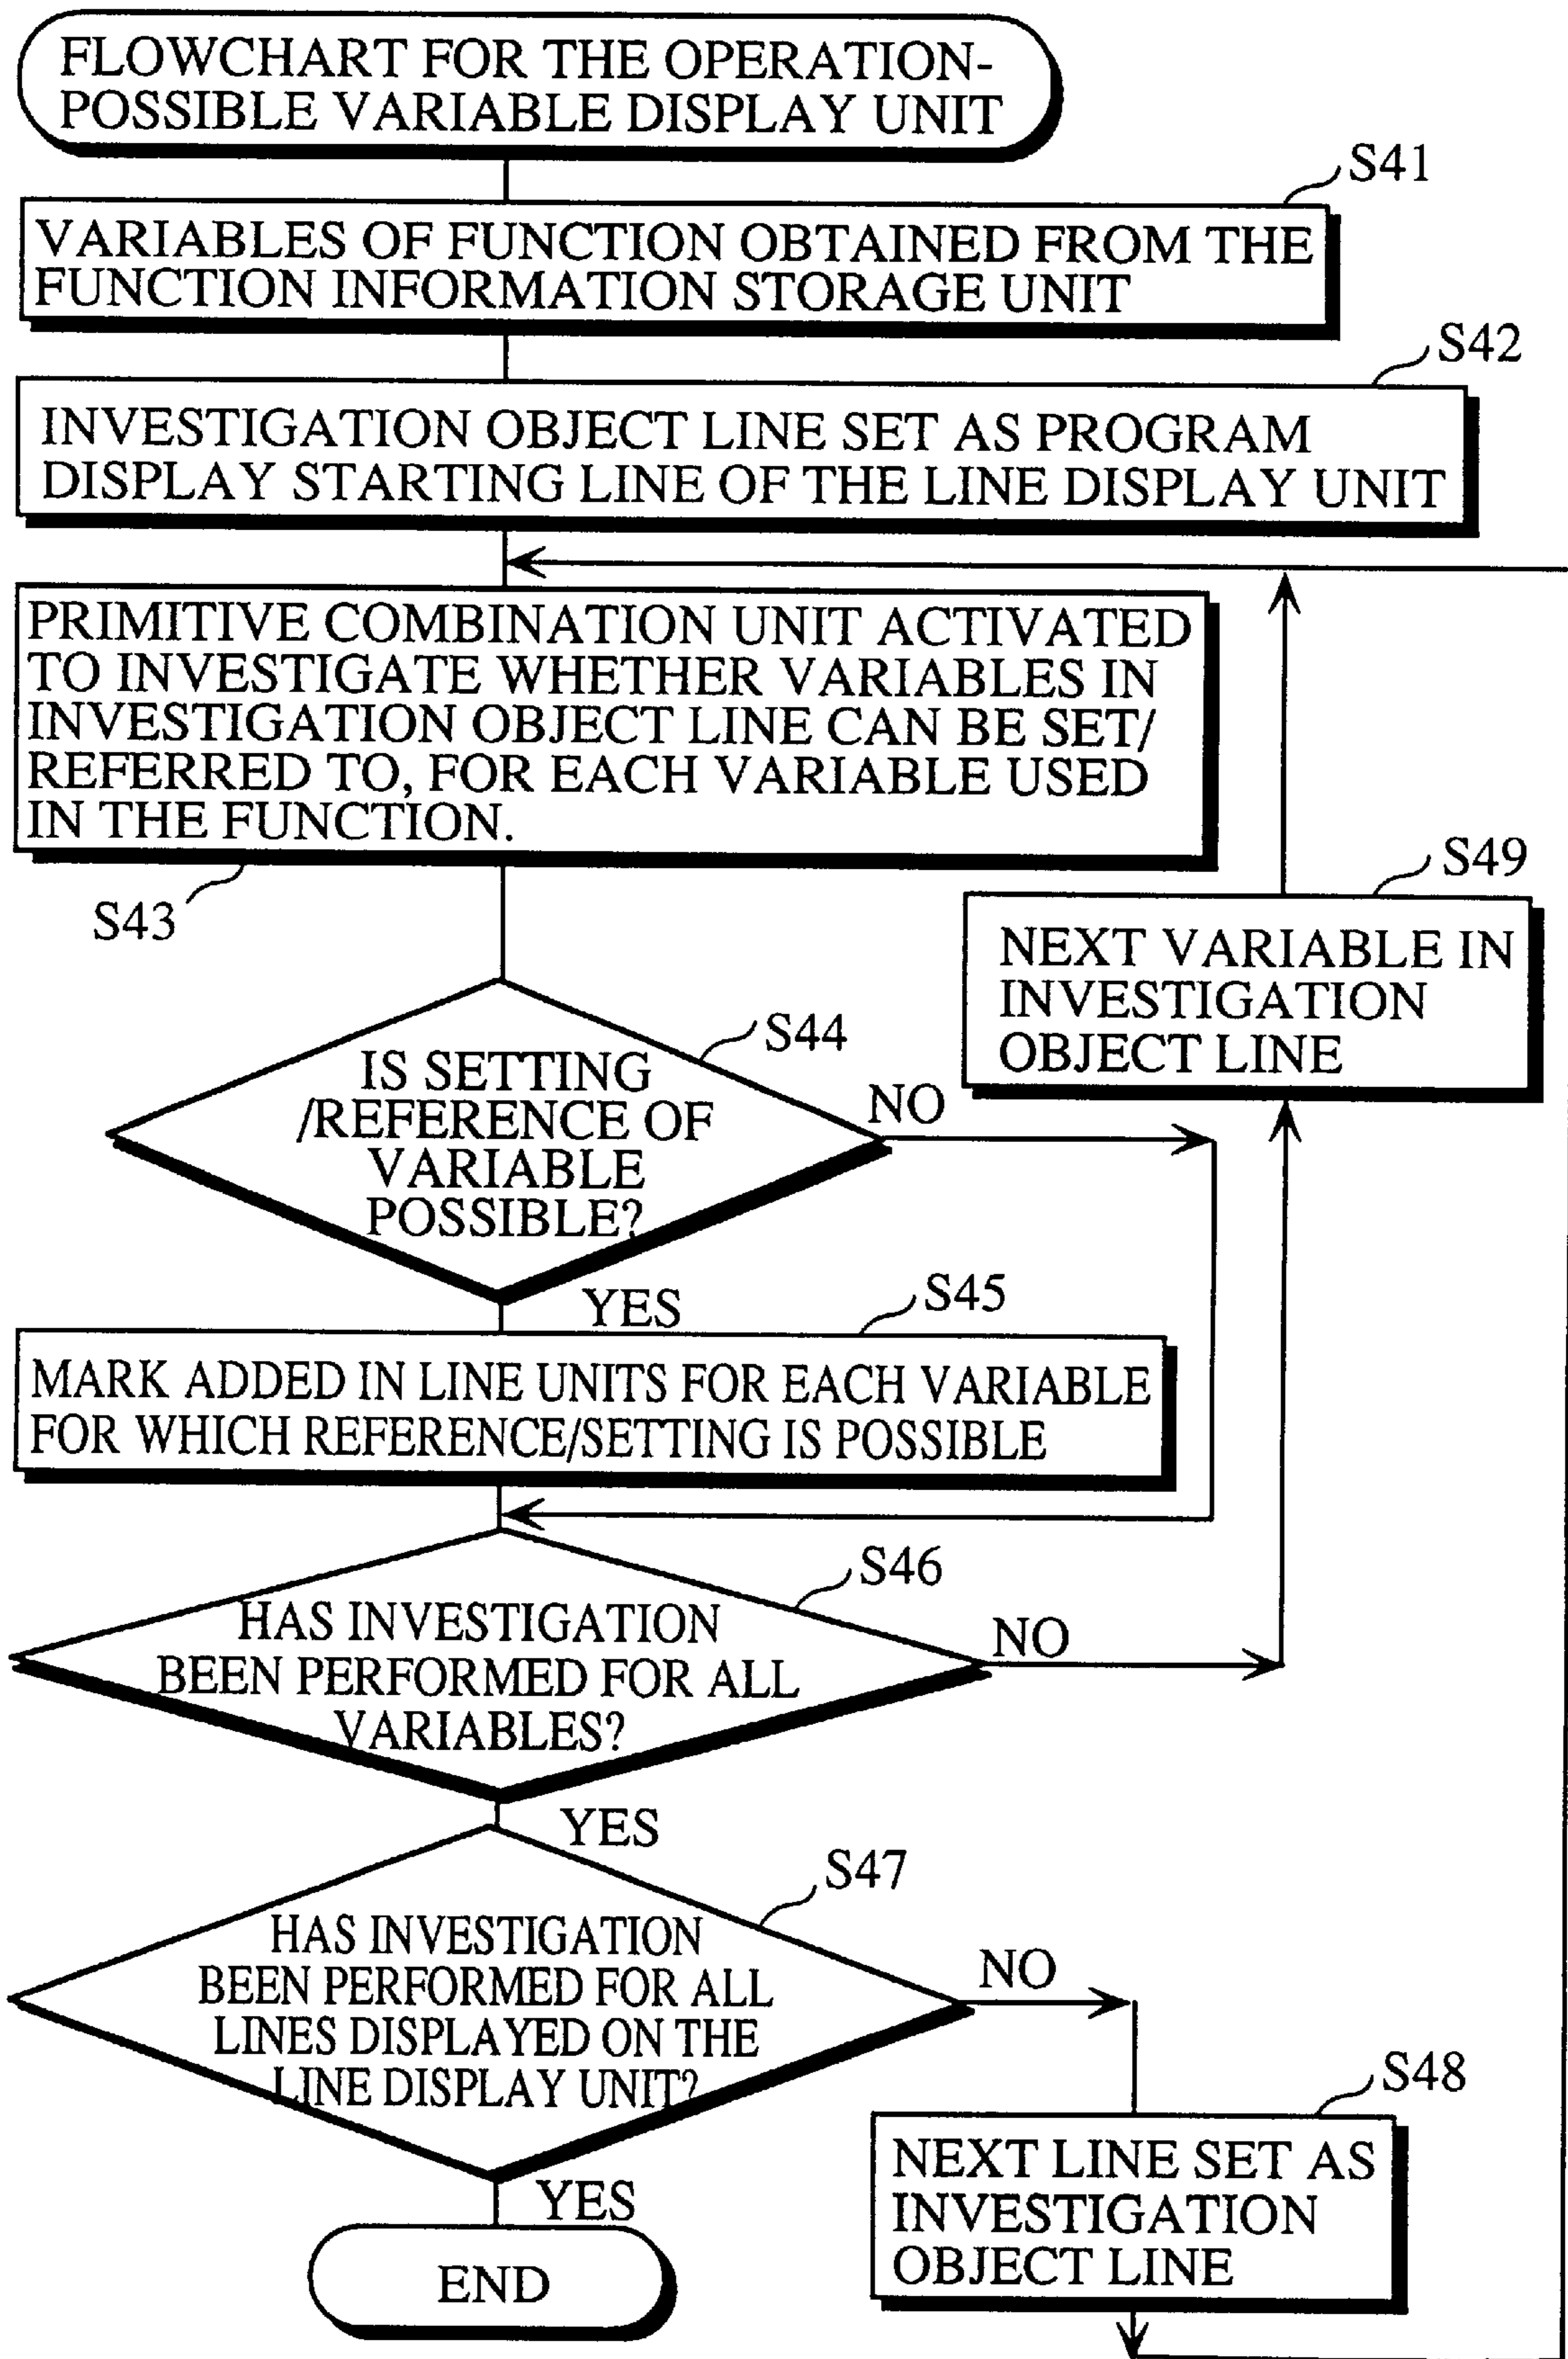 FLOWCHART FOR THE OPERATION-
POSSIBLE VARIABLE DISPLAY UNIT
S41
VARIABLES OF FUNCTION OBTAINED FROM THE
FUNCTION INFORMATION STORAGE UNIT
S42
INVESTIGATION OBJECT LINE SET AS PROGRAM
DISPLAY STARTING LINE OF THE LINE DISPLAY UNIT
PRIMITIVE COMBINATION UNIT ACTIVATED
TO INVESTIGATE WHETHER VARIABLES IN
INVESTIGATION OBJECT LINE CAN BE SET/
REFERRED TO, FOR EACH VARIABLE USED
IN THE FUNCTION.
S43
S49
NEXT VARIABLE IN
INVESTIGATION
OBJECT LINE
S44
IS SETTING
/REFERENCE OF
VARIABLE
POSSIBLE?
NO
YES
S45
MARK ADDED IN LINE UNITS FOR EACH VARIABLE
FOR WHICH REFERENCE/SETTING IS POSSIBLE
S46
HAS INVESTIGATION
BEEN PERFORMED FOR ALL
VARIABLES?
NO
YES
S47
HAS INVESTIGATION
BEEN PERFORMED FOR ALL
LINES DISPLAYED ON THE
LINE DISPLAY UNIT?
NO
YES
S48
NEXT LINE SET AS
INVESTIGATION
OBJECT LINE
END